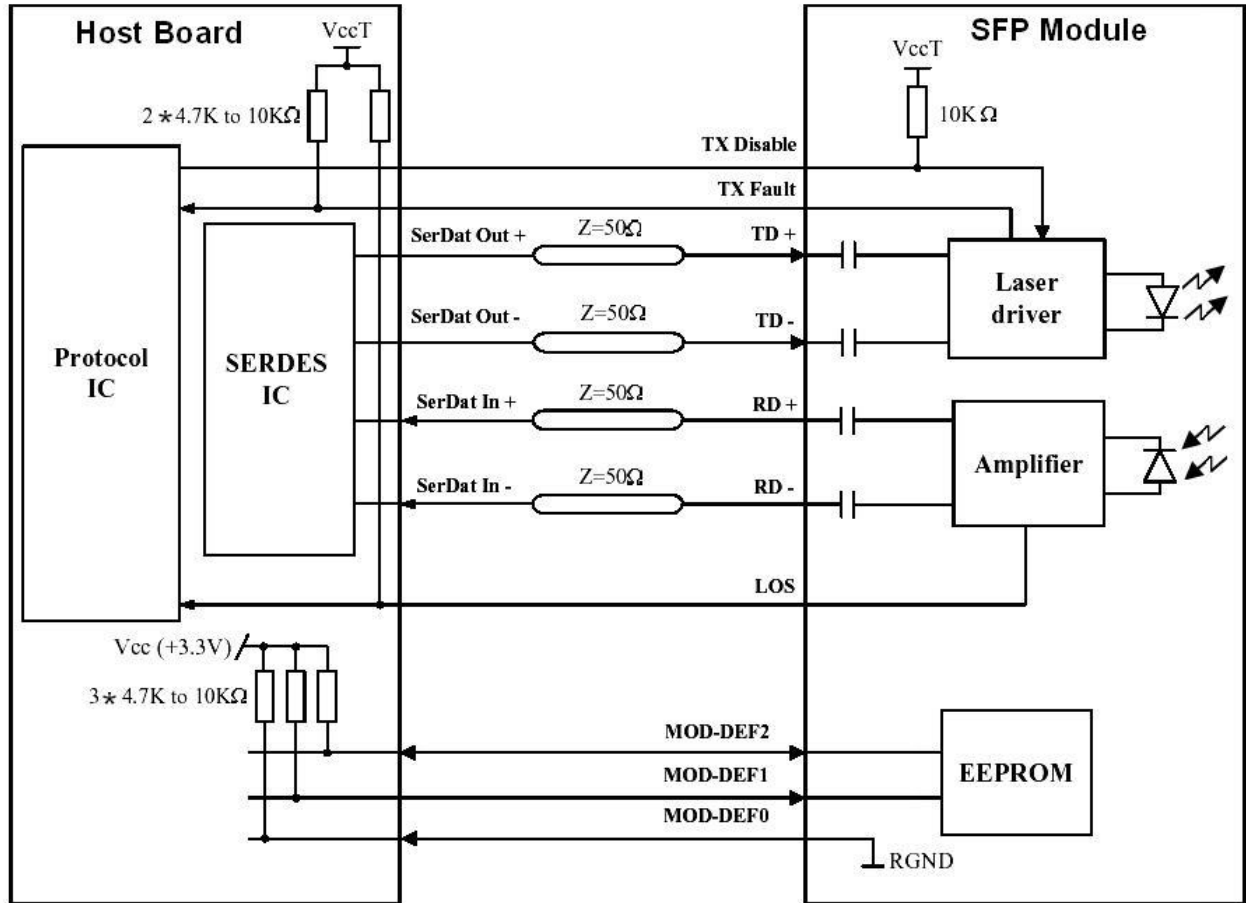 Host Board
SFP Module
VccT
VccT
2*4.7K to 10KΩ
10KΩ
TX Disable
TX Fault
SerDat Out +
Z=50Ω
TD +
SerDat Out -
Z=50Ω
TD -
Laser
driver
Protocol
IC
SERDES
IC
SerDat In +
Z=50Ω
RD +
SerDat In -
Z=50Ω
RD -
Amplifier
LOS
Vcc (+3.3V)
3*4.7K to 10KΩ
MOD-DEF2
MOD-DEF1
MOD-DEF0
EEPROM
RGND